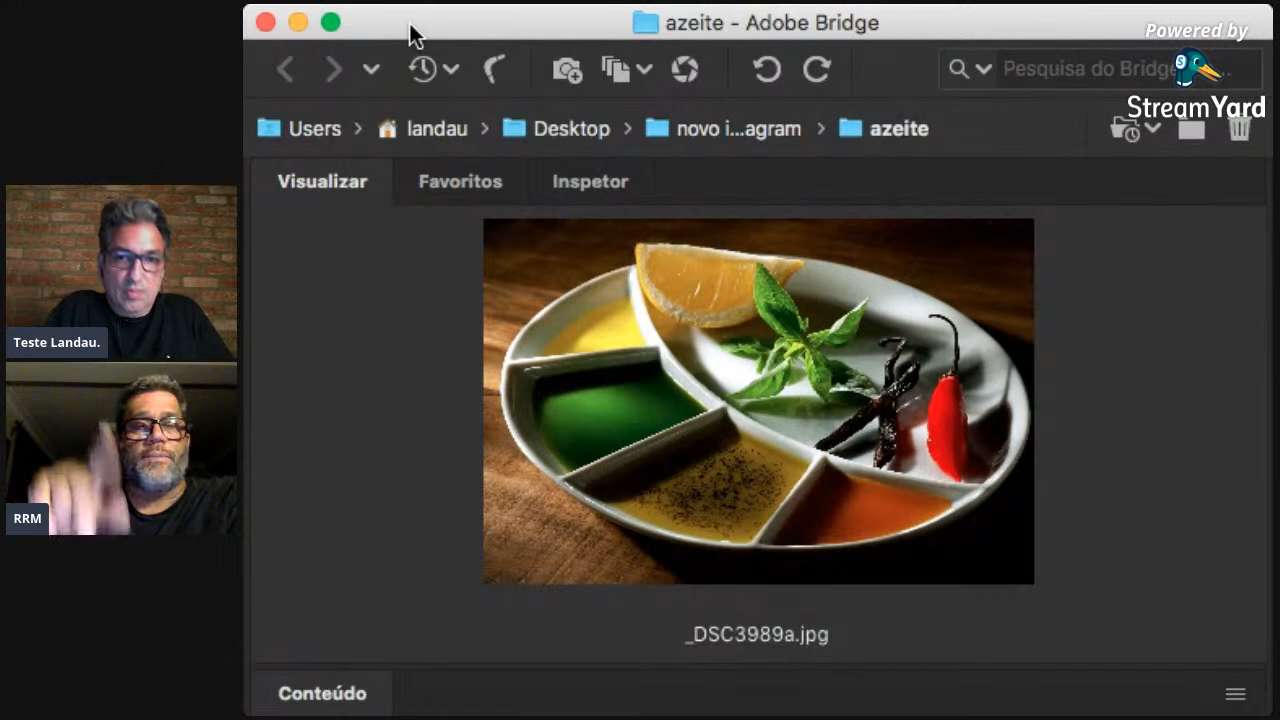 azeite - Adobe Bridge
Powered by
Pesquisa do Bridge
StreamYard
Users > landau > Desktop > novo i...agram > azeite
Visualizar Favoritos Inspetor
Teste Landau.
RRM
_DSC3989a.jpg
Conteúdo